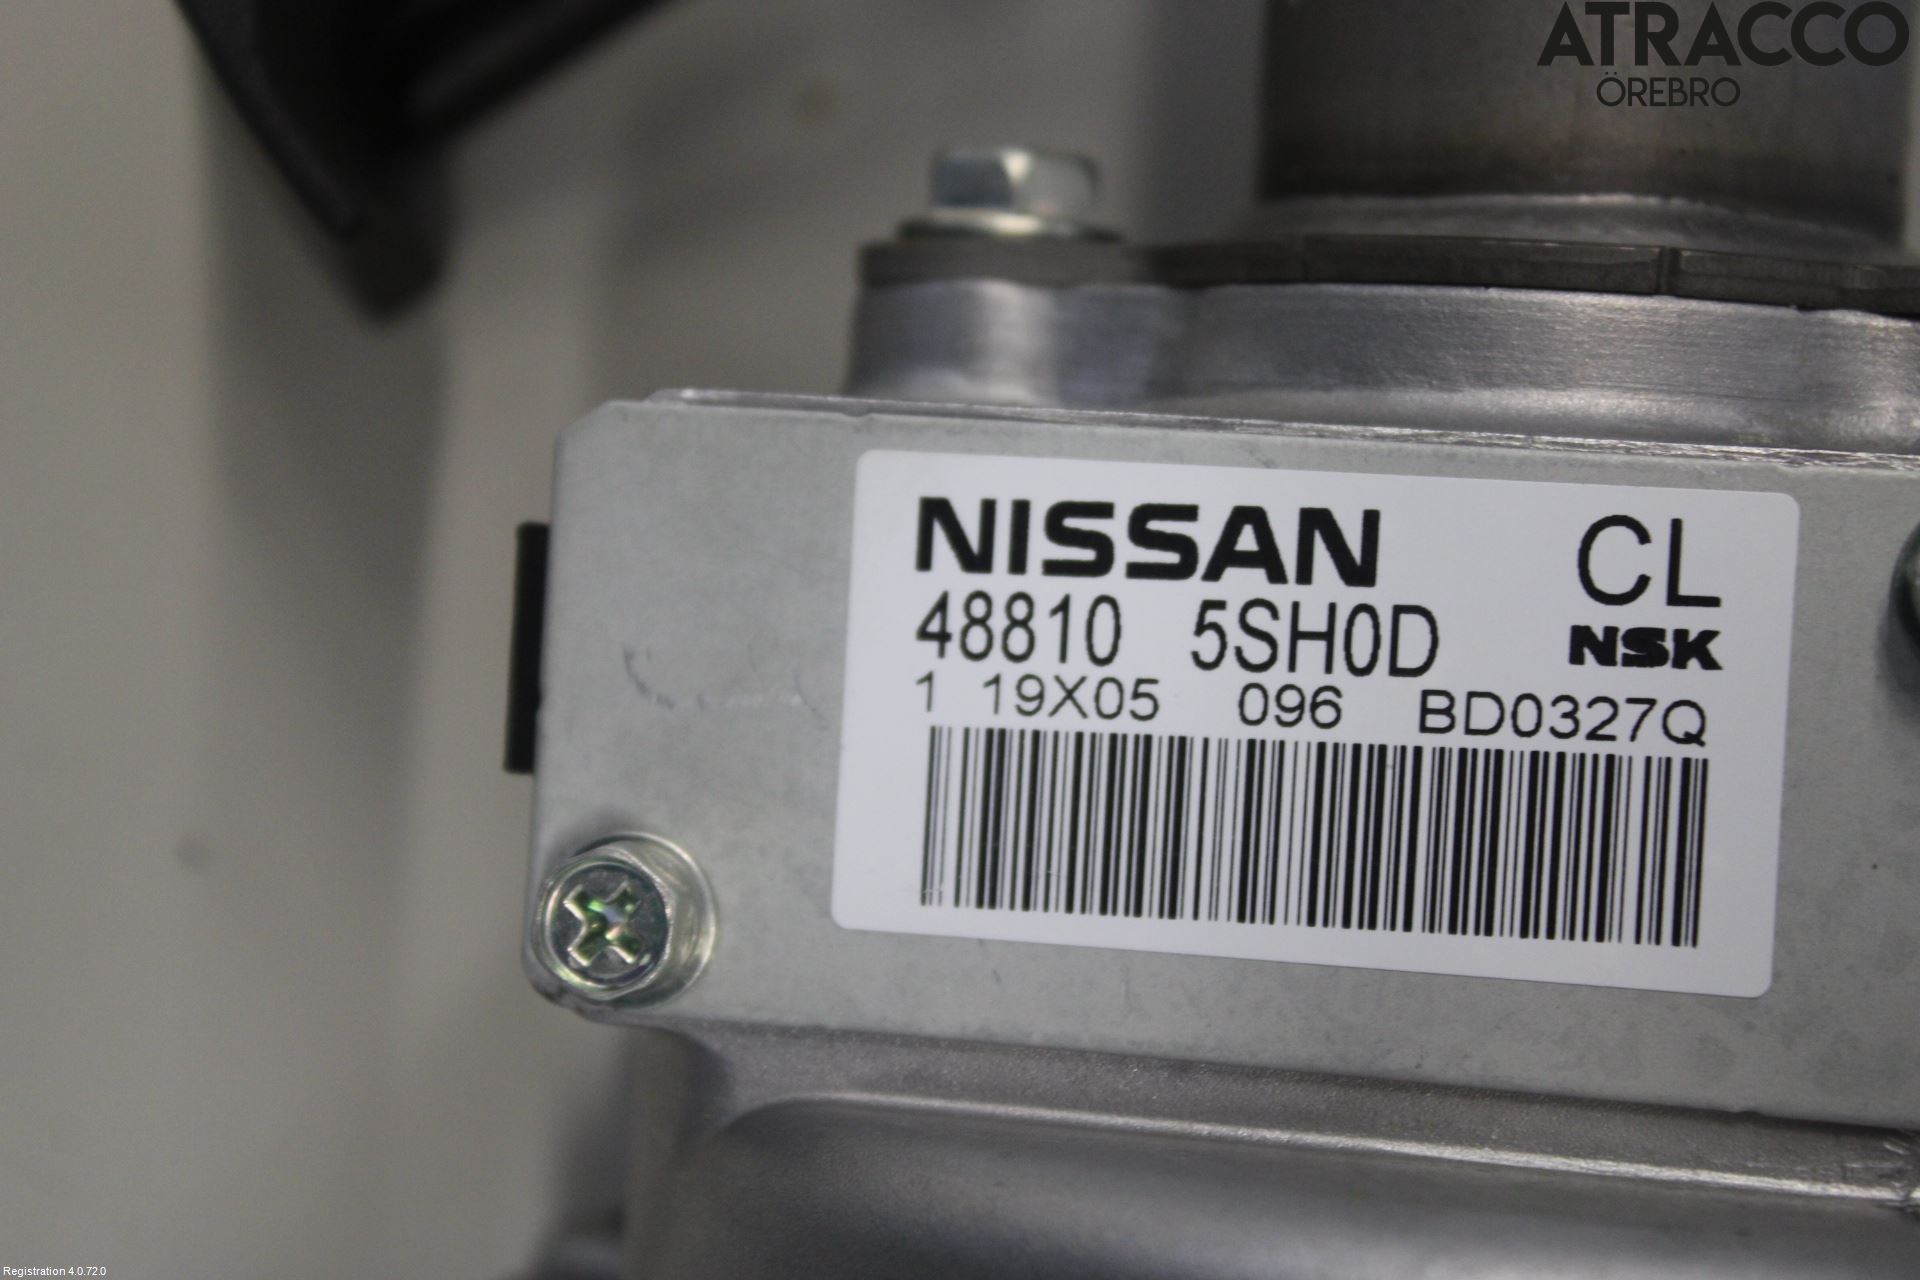 ATRACCO
ÖREBRO
NISSAN CL
48810 5SH0D NSK
1 19X05 096 BD0327Q
Registration 4.0.72.0